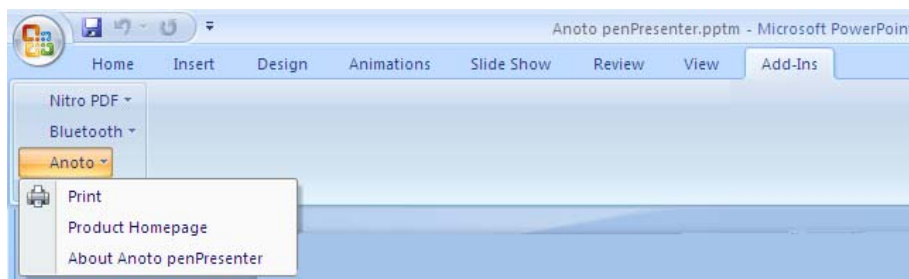 Anoto penPresenter.pptm - Microsoft PowerPoin
Home Insert Design Animations Slide Show Review View Add-Ins
Nitro PDF
Bluetooth
Anoto
Print
Product Homepage
About Anoto penPresenter